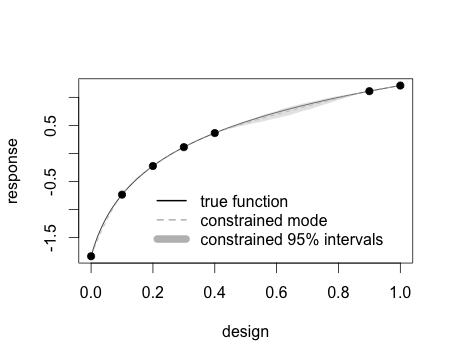 response
0.5
-0.5
-1.5
true function
constrained mode
constrained 95% intervals
0.0 0.2 0.4 0.6 0.8 1.0
design